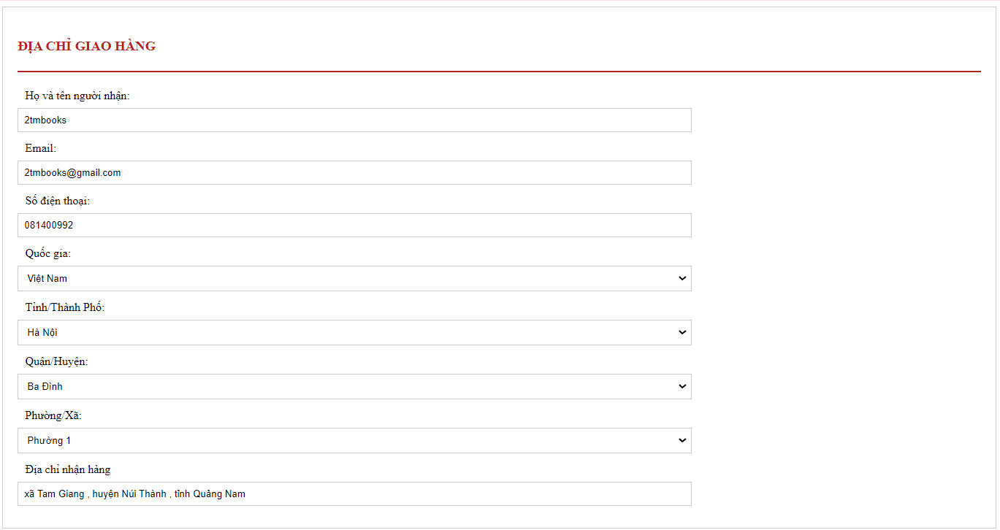 ĐỊA CHỈ GIAO HÀNG
Họ và tên người nhận:
2tmbooks
Email:
2tmbooks@gmail.com
Số điện thoại:
081400992
Quốc gia:
Việt Nam
Tỉnh/Thành Phố:
Hà Nội
Quận/Huyện:
Ba Đình
Phường/Xã:
Phường 1
Địa chỉ nhận hàng
xã Tam Giang , huyện Núi Thành , tỉnh Quảng Nam